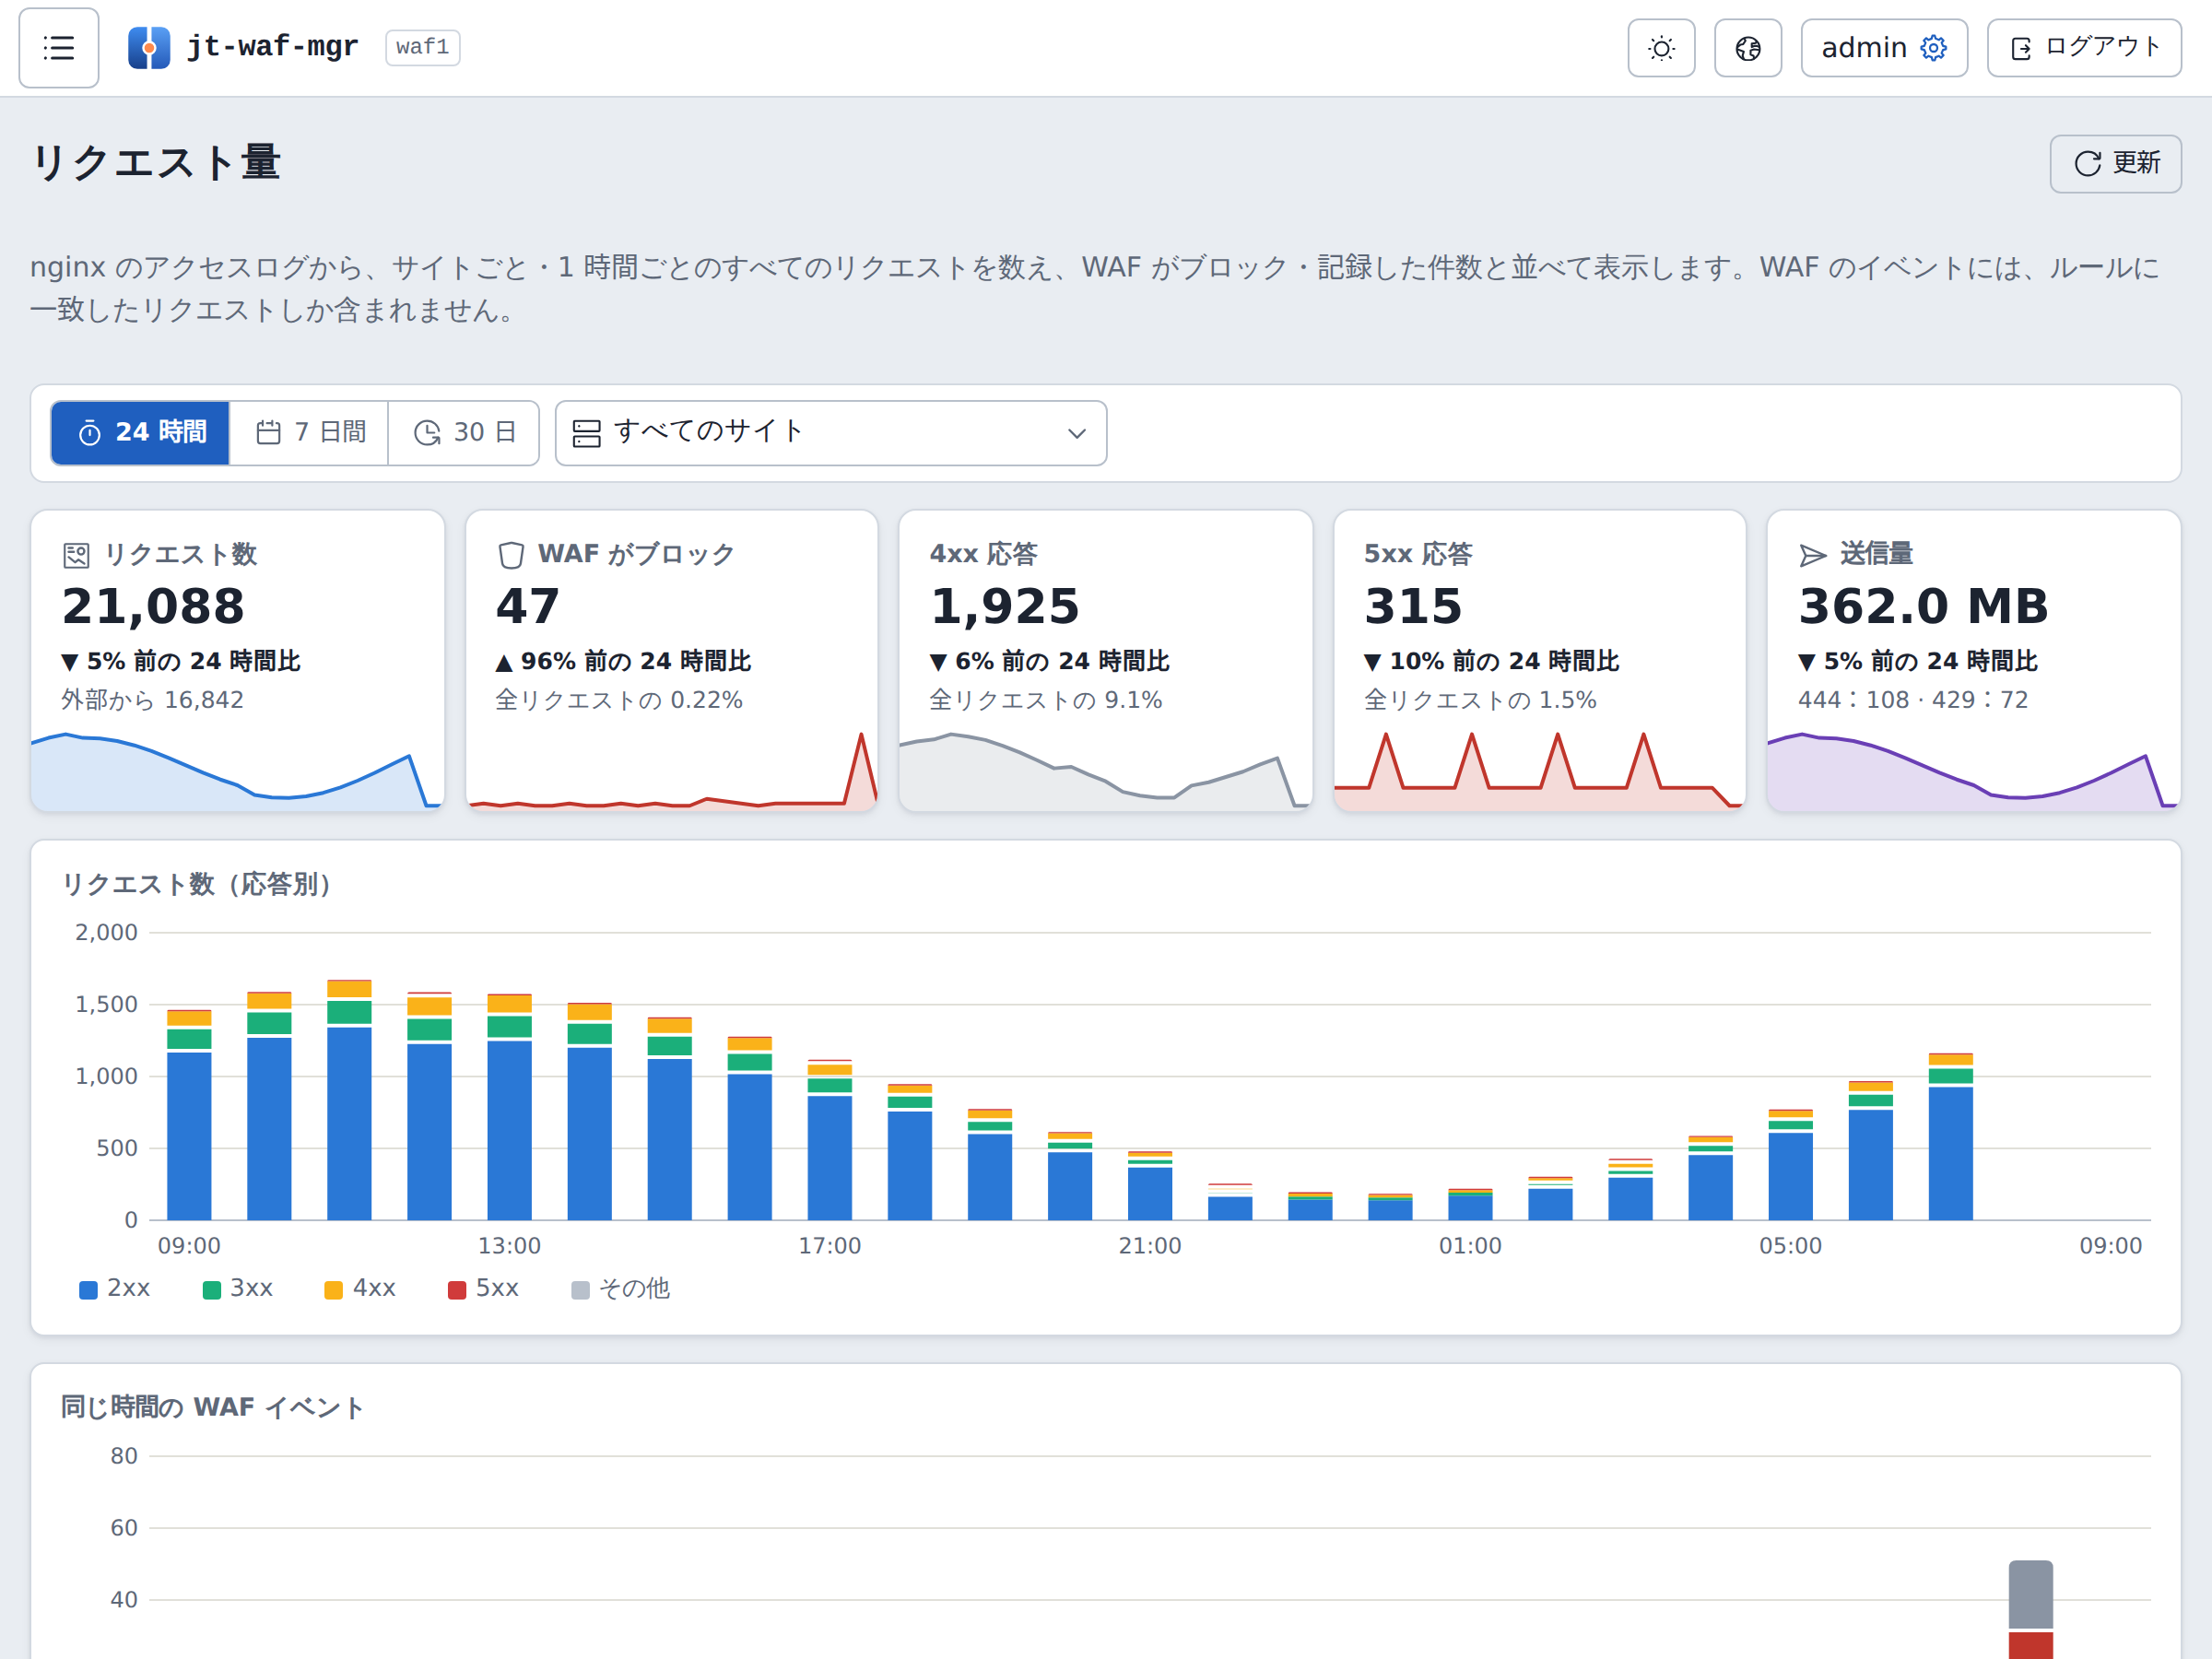 jt-waf-mgr waf1 admin ログアウト
リクエスト量 更新
nginx のアクセスログから、サイトごと・1 時間ごとのすべてのリクエストを数え、WAF がブロック・記録した件数と並べて表示します。WAF のイベントには、ルールに
一致したリクエストしか含まれません。
24 時間 7 日間 30 日 すべてのサイト
リクエスト数 WAF がブロック 4xx 応答 5xx 応答 送信量
21,088 47 1,925 315 362.0 MB
▼ 5% 前の 24 時間比 ▲ 96% 前の 24 時間比 ▼ 6% 前の 24 時間比 ▼ 10% 前の 24 時間比 ▼ 5% 前の 24 時間比
外部から 16,842 全リクエストの 0.22% 全リクエストの 9.1% 全リクエストの 1.5% 444：108 · 429：72
リクエスト数（応答別）
2,000
1,500
1,000
500
0
09:00 13:00 17:00 21:00 01:00 05:00 09:00
2xx 3xx 4xx 5xx その他
同じ時間の WAF イベント
80
60
40